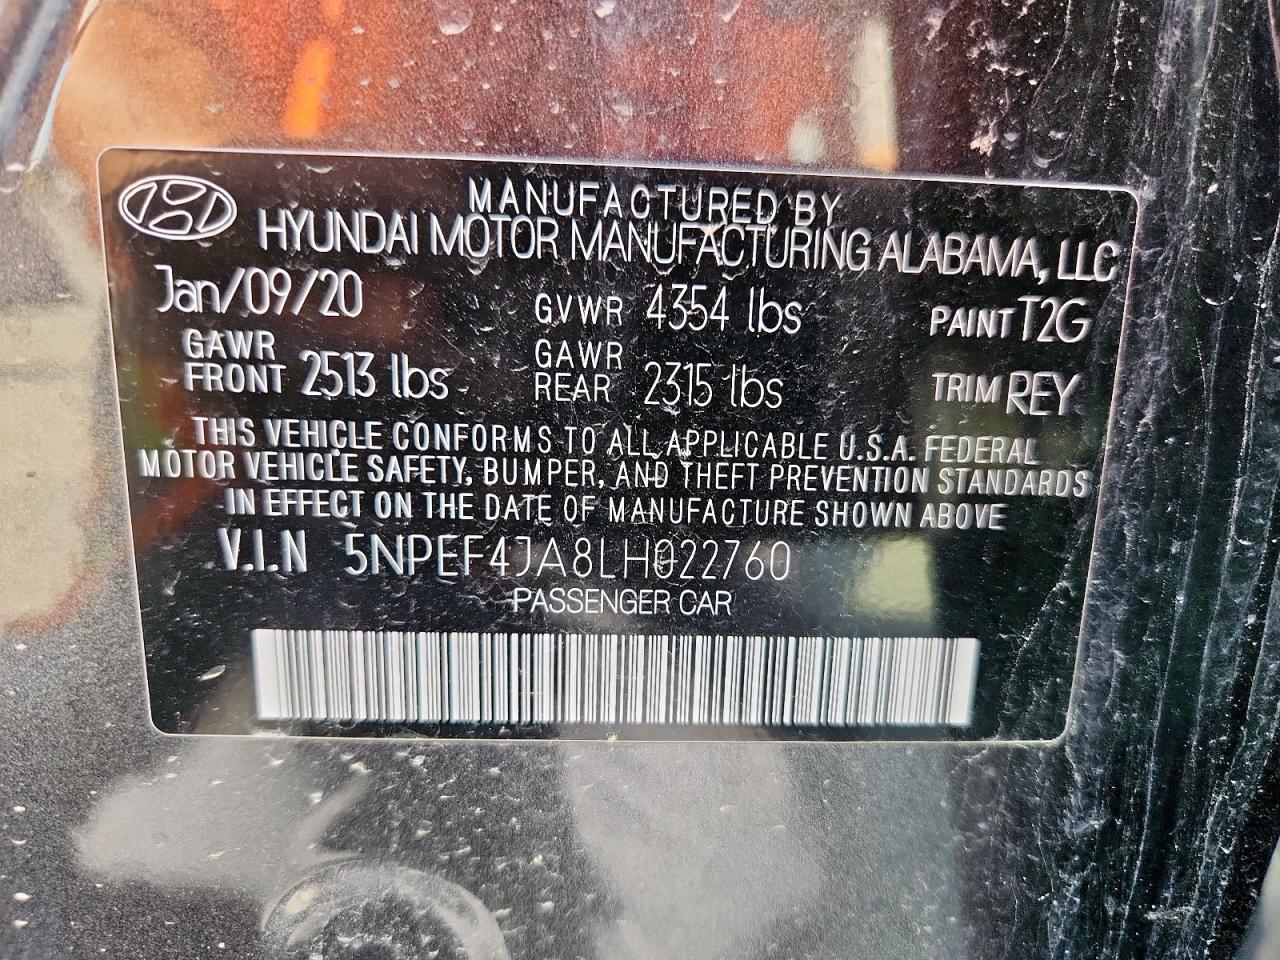 MANUFACTURED BY
HYUNDAI MOTOR MANUFACTURING ALABAMA, LLC
Jan/09/20 GVWR 4354 lbs PAINT T2G
GAWR FRONT 2513 lbs GAWR REAR 2315 lbs TRIM REY
THIS VEHICLE CONFORMS TO ALL APPLICABLE U.S.A. FEDERAL
MOTOR VEHICLE SAFETY, BUMPER, AND THEFT PREVENTION STANDARDS
IN EFFECT ON THE DATE OF MANUFACTURE SHOWN ABOVE
V.I.N 5NPEF4JA8LH022760
PASSENGER CAR